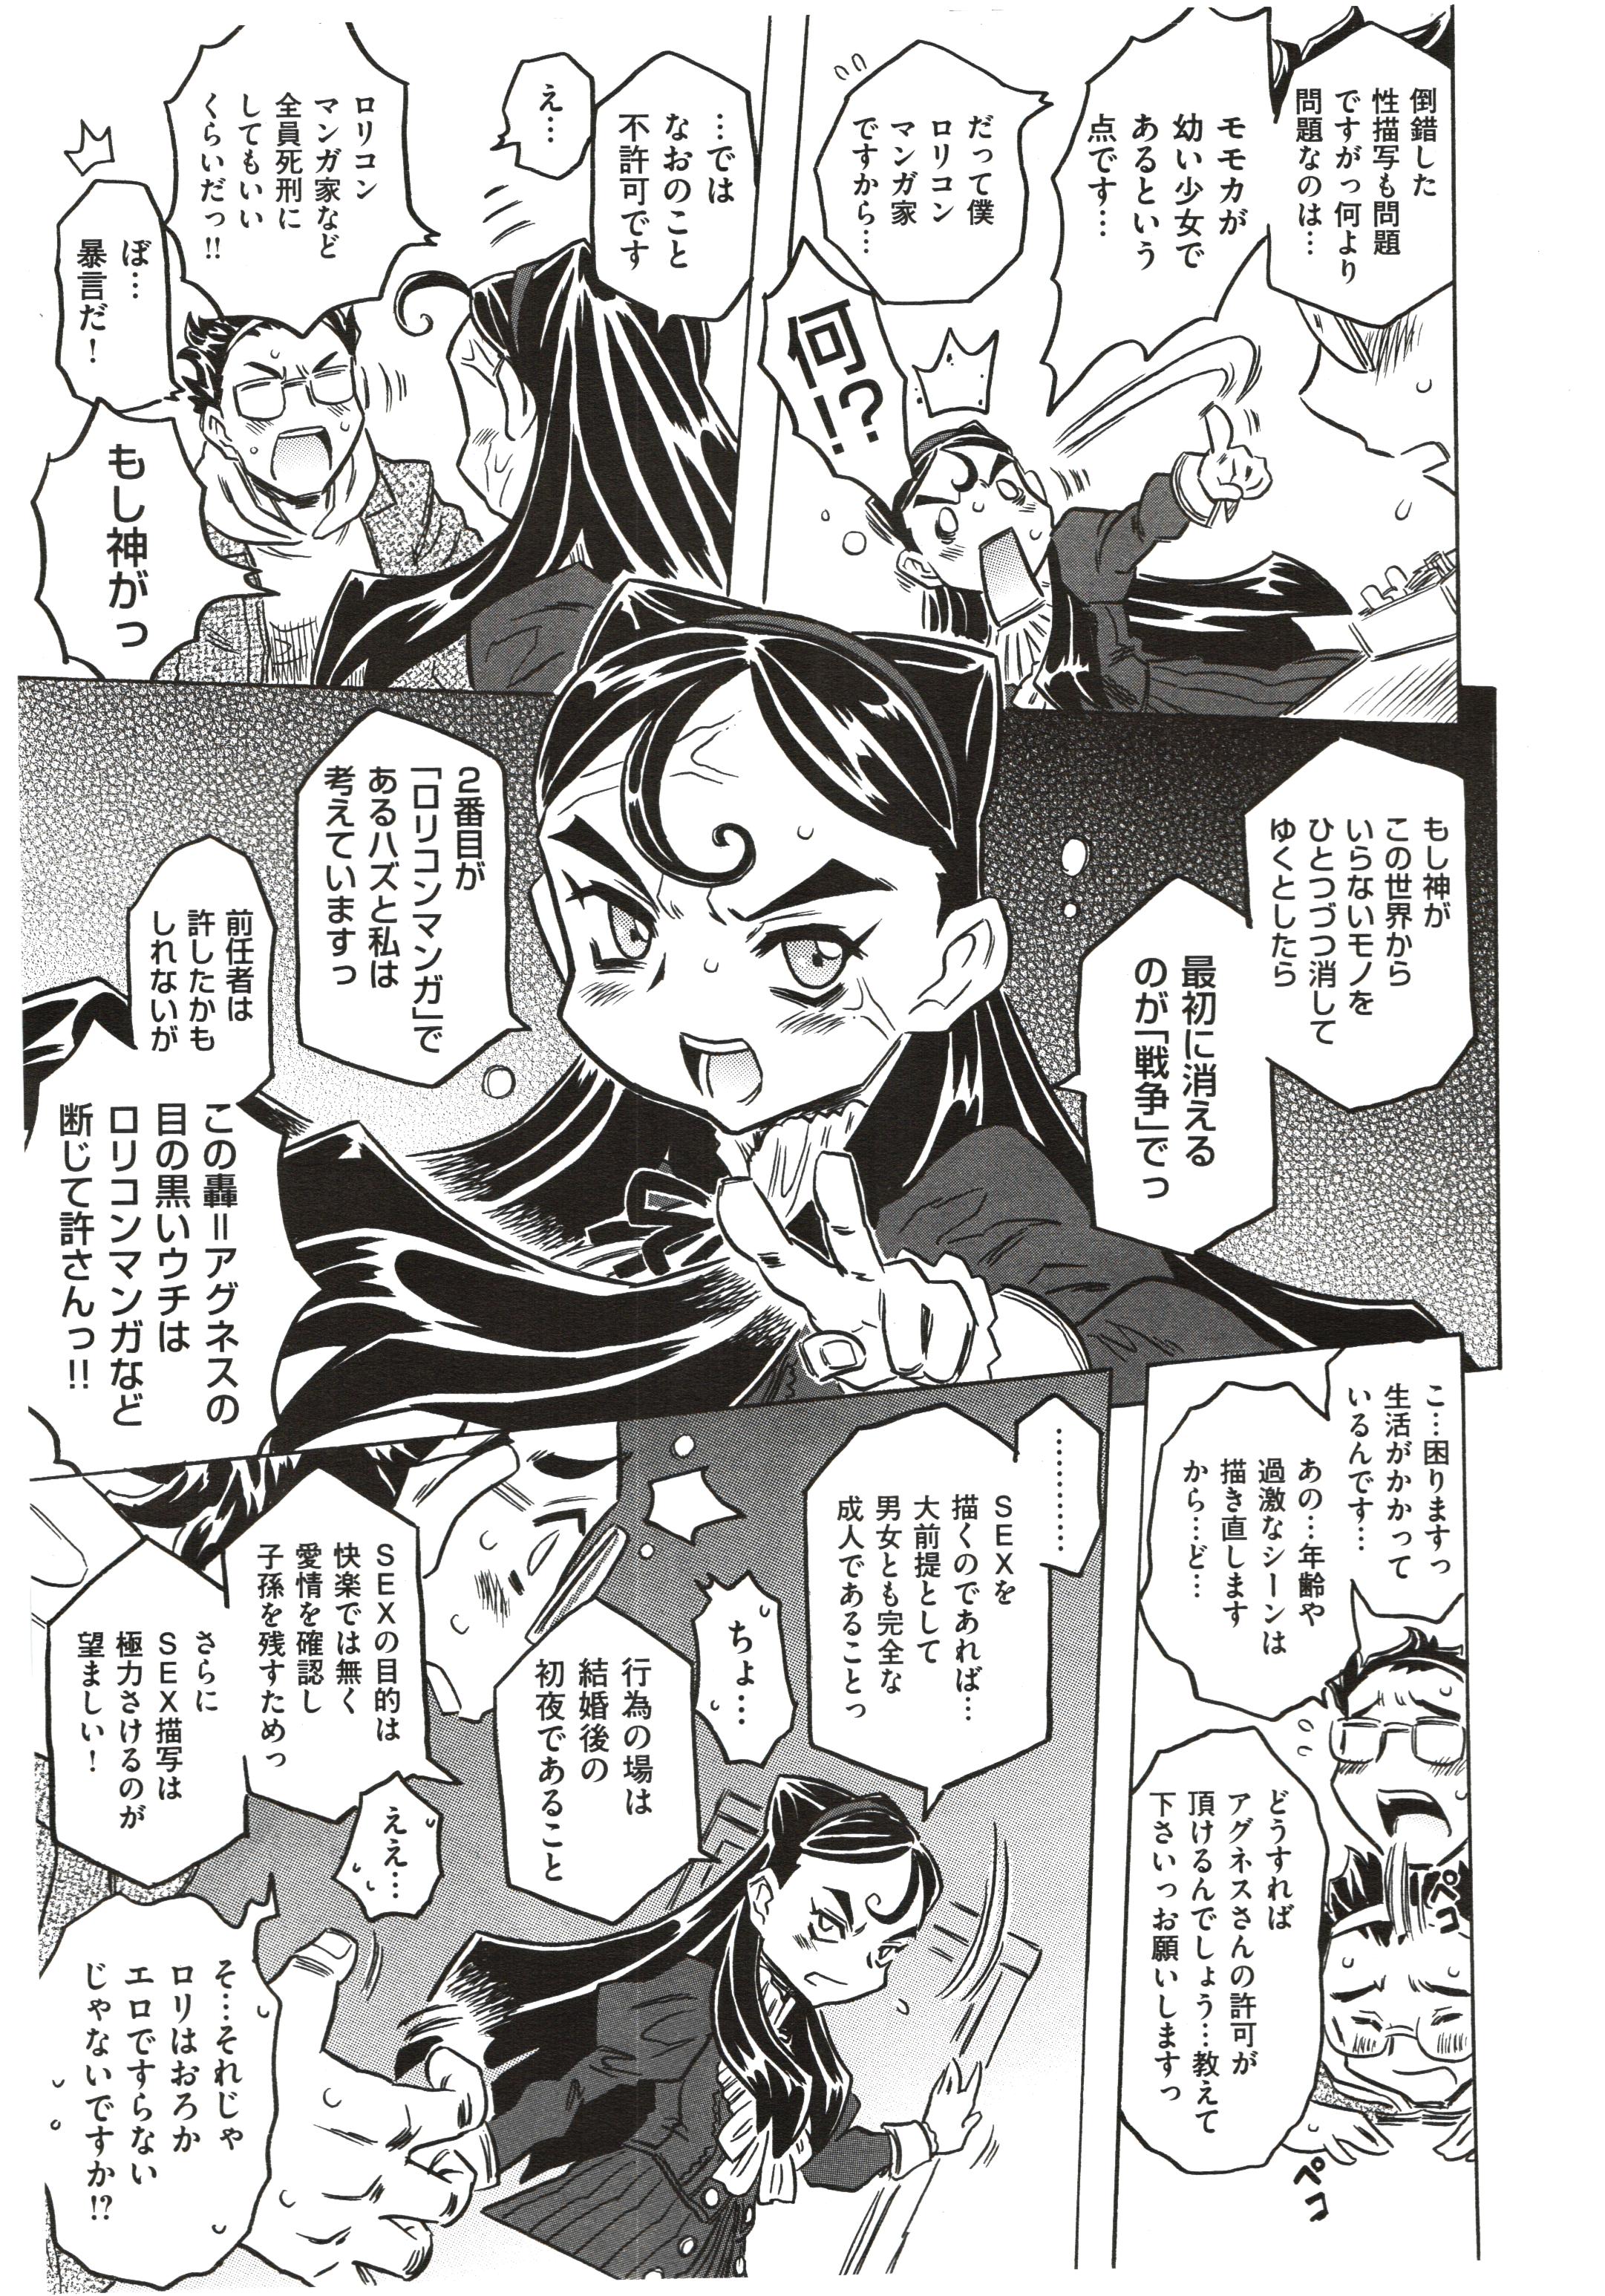 倒錯した
性描写も問題
ですがっ何より
問題なのは…
モモカが
幼い少女で
あるという
点です…
だって僕
ロリコン
マンガ家
ですから…
何!?
…では
なおのこと
不許可です
え…
ロリコン
マンガ家など
全員死刑に
してもいい
くらいだっ!!
ぼ…
暴言だ!
もし神がっ
もし神が
この世界から
いらないモノを
ひとつづつ消して
ゆくとしたら
最初に消える
のが「戦争」でっ
2番目が
「ロリコンマンガ」で
あるハズと私は
考えていますっ
前任者は
許したかも
しれないが
この轟=アグネスの
目の黒いウチは
ロリコンマンガなど
断じて許さんっ!!
こ…困りますっ
生活がかかって
いるんです…
あの…年齢や
過激なシーンは
描き直します
から…ど…
どうすれば
アグネスさんの許可が
頂けるんでしょう…教えて
下さいっお願いしますっ
ペコ
ペコ
…………
SEXを
描くのであれば…
大前提として
男女とも完全な
成人であることっ
ちょ…
行為の場は
結婚後の
初夜であること
SEXの目的は
快楽では無く
愛情を確認し
子孫を残すためっ
ええ…
さらに
SEX描写は
極力さけるのが
望ましい!
そ…それじゃ
ロリはおろか
エロですらない
じゃないですか!?